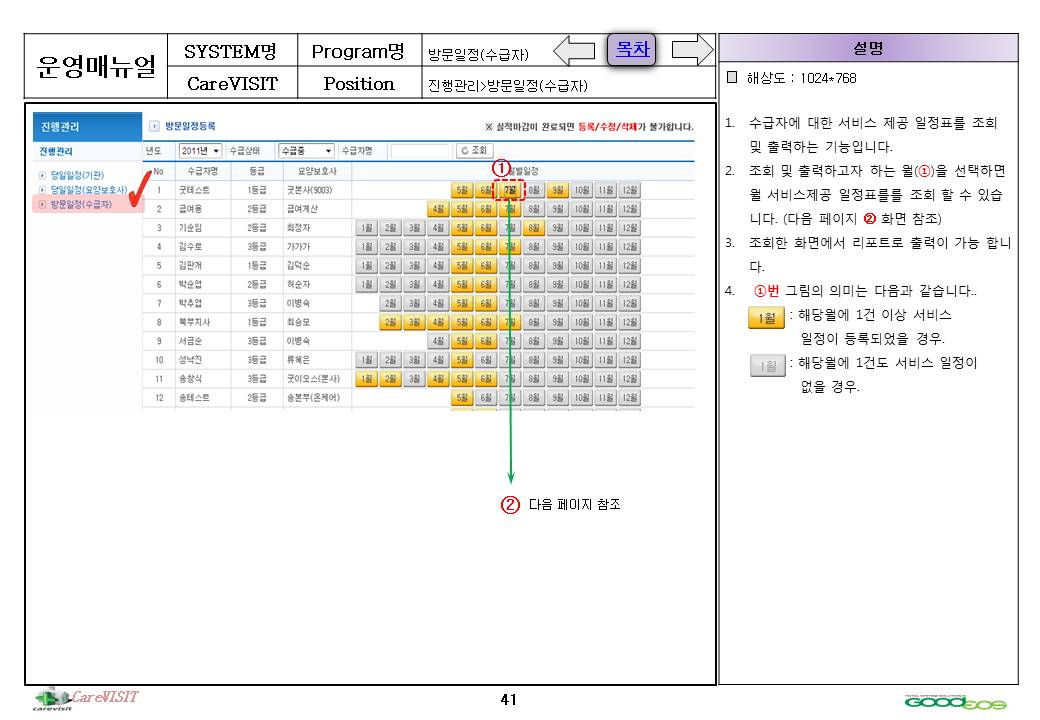 운영매뉴얼
SYSTEM명
Program명
방문일정(수급자)
목차
CareVISIT
Position
진행관리>방문일정(수급자)
설명
해상도 : 1024*768
1. 수급자에 대한 서비스 제공 일정표를 조회
및 출력하는 기능입니다.
2. 조회 및 출력하고자 하는 월(①)을 선택하면
월 서비스제공 일정표를를 조회 할 수 있습
니다. (다음 페이지 ❷ 화면 참조)
3. 조회한 화면에서 리포트로 출력이 가능 합니
다.
4. ①번 그림의 의미는 다음과 같습니다..
1월 : 해당월에 1건 이상 서비스
일정이 등록되었을 경우.
1월 : 해당월에 1건도 서비스 일정이
없을 경우.
진행관리
진행관리
당일일정(기관)
당일일정(요양보호사)
방문일정(수급자)
방문일정등록
※ 실적마감이 완료되면 등록/수정/삭제가 불가합니다.
년도 2011년 수급상태 수급중 수급자명 조회
①
No 수급자명 등급 요양보호사 월별일정
1 굿테스트 1등급 굿본사(9003) 5월 6월 7월 8월 9월 10월 11월 12월
2 급여용 2등급 급여계산 4월 5월 6월 7월 8월 9월 10월 11월 12월
3 기순임 2등급 최정자 1월 2월 3월 4월 5월 6월 7월 8월 9월 10월 11월 12월
4 김수로 3등급 가가가 1월 2월 3월 4월 5월 6월 7월 8월 9월 10월 11월 12월
5 김판개 1등급 김덕순 1월 2월 3월 4월 5월 6월 7월 8월 9월 10월 11월 12월
6 박순엽 2등급 허순자 1월 2월 3월 4월 5월 6월 7월 8월 9월 10월 11월 12월
7 박추엽 3등급 이병숙 2월 3월 4월 5월 6월 7월 8월 9월 10월 11월 12월
8 북부지사 1등급 최승모 2월 3월 4월 5월 6월 7월 8월 9월 10월 11월 12월
9 서금순 3등급 이병숙 4월 5월 6월 7월 8월 9월 10월 11월 12월
10 성낙진 3등급 류혜은 1월 2월 3월 4월 5월 6월 7월 8월 9월 10월 11월 12월
11 송창식 3등급 굿이오스(본사) 1월 2월 3월 4월 5월 6월 7월 8월 9월 10월 11월 12월
12 송테스트 2등급 송본부(온케어) 5월 6월 7월 8월 9월 10월 11월 12월
② 다음 페이지 참조
carevisit
CareVISIT
41
GOODEOS